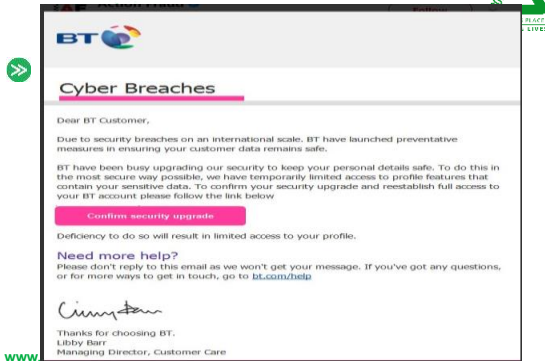 Action Fraud
Follow
BT
PLACE
LIVES
Cyber Breaches
Dear BT Customer,
Due to security breaches on an international scale. BT have launched preventative
measures in ensuring your customer data remains safe.
BT have been busy upgrading our security to keep your personal details safe. To do this in
the most secure way possible, we have temporarily limited access to profile features that
contain your sensitive data. To confirm your security upgrade and reestablish full access to
your BT account please follow the link below
Confirm security upgrade
Deficiency to do so will result in limited access to your profile.
Need more help?
Please don't reply to this email as we won't get your message. If you've got any questions,
or for more ways to get in touch, go to bt.com/help
Thanks for choosing BT.
Libby Barr
Managing Director, Customer Care
www.